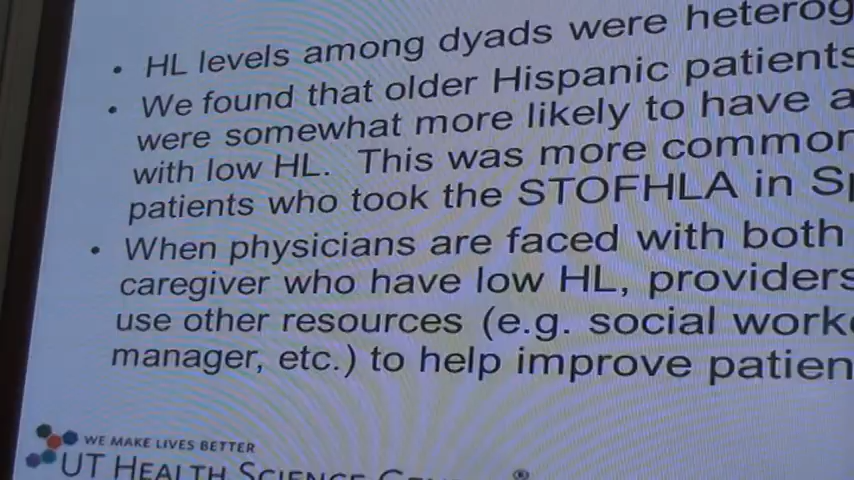 • HL levels among dyads were heterog
• We found that older Hispanic patients
were somewhat more likely to have a
with low HL. This was more common
patients who took the STOFHLA in Sp
• When physicians are faced with both
caregiver who have low HL, providers
use other resources (e.g. social work
manager, etc.) to help improve patien
WE MAKE LIVES BETTER
UT HEALTH SCIENCE CENTER®